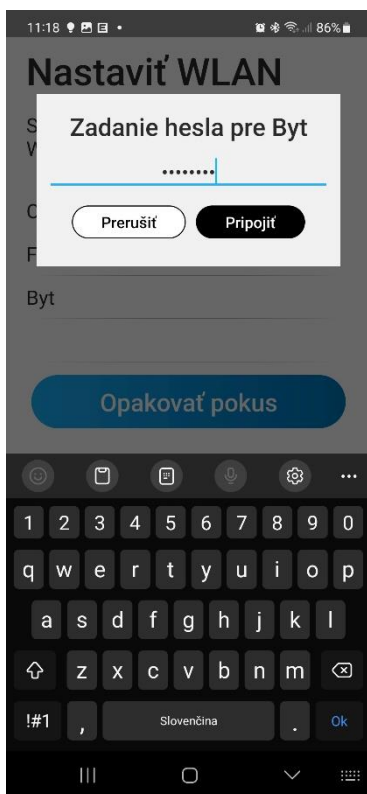 11:18 86%
Nastaviť WLAN
S
W
Zadanie hesla pre Byt
••••••••
Prerušiť Pripojiť
F
Byt
Opakovať pokus
1 2 3 4 5 6 7 8 9 0
q w e r t y u i o p
a s d f g h j k l
z x c v b n m
!#1 , Slovenčina . Ok